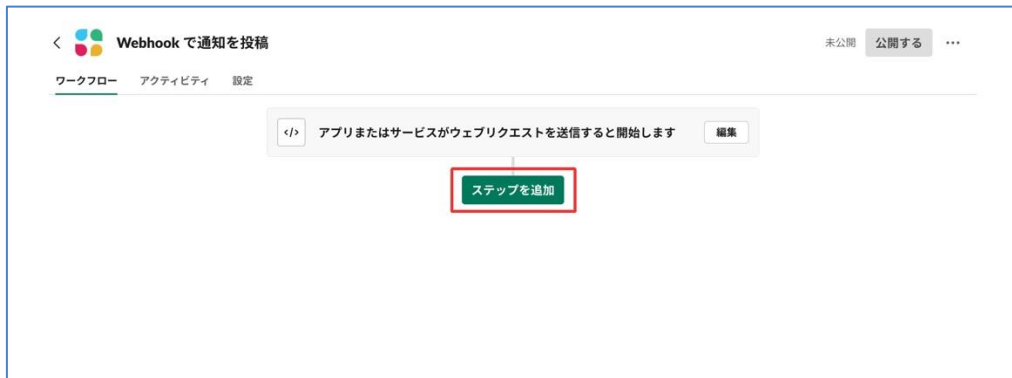 Webhook で通知を投稿
未公開 公開する
ワークフロー アクティビティ 設定
アプリまたはサービスがウェブリクエストを送信すると開始します 編集
ステップを追加